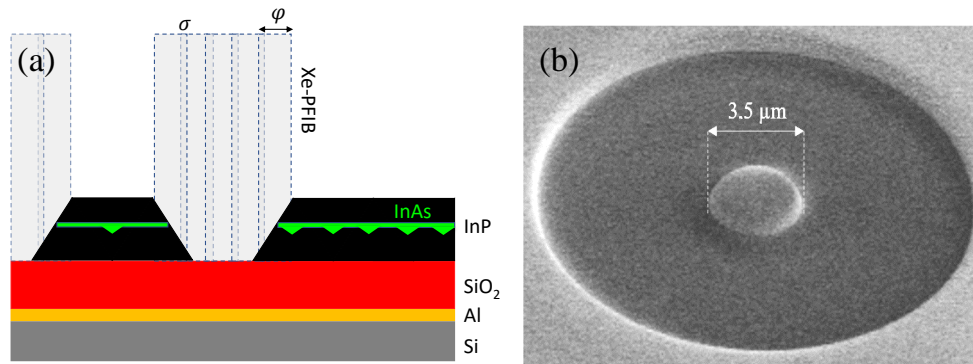 (a)
σ
φ
Xe-PFIB
InAs
InP
SiO₂
Al
Si
(b)
3.5 µm